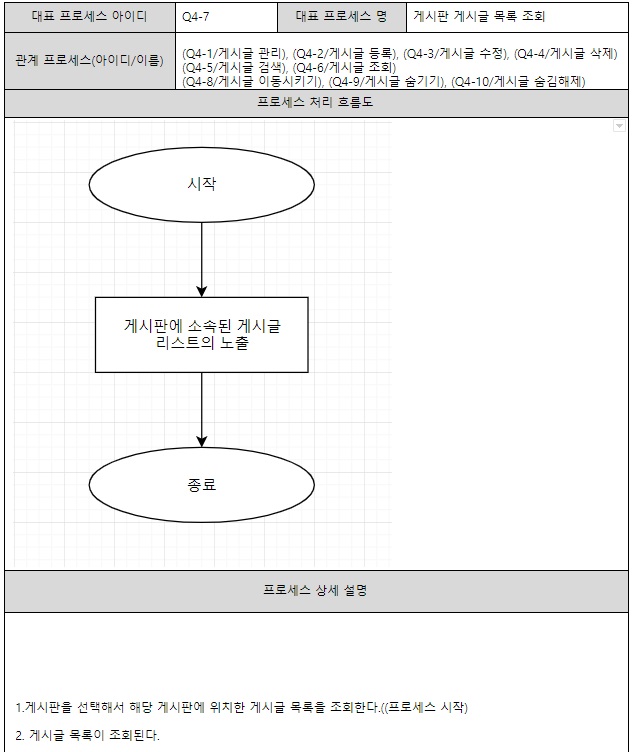 대표 프로세스 아이디 Q4-7 대표 프로세스 명 게시판 게시글 목록 조회
관계 프로세스(아이디/이름)
(Q4-1/게시글 관리), (Q4-2/게시글 등록), (Q4-3/게시글 수정), (Q4-4/게시글 삭제)
(Q4-5/게시글 검색), (Q4-6/게시글 조회)
(Q4-8/게시글 이동시키기), (Q4-9/게시글 숨기기), (Q4-10/게시글 숨김해제)
프로세스 처리 흐름도
시작
게시판에 소속된 게시글
리스트의 노출
종료
프로세스 상세 설명
1.게시판을 선택해서 해당 게시판에 위치한 게시글 목록을 조회한다.((프로세스 시작)
2. 게시글 목록이 조회된다.